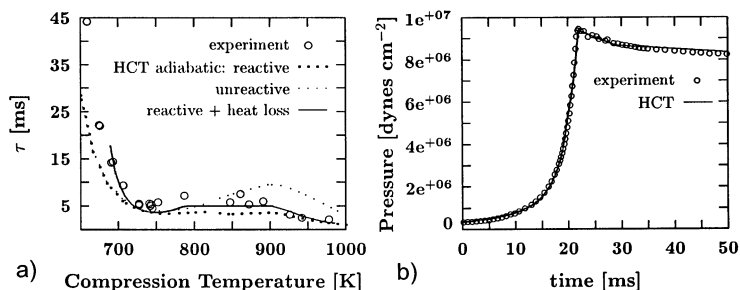 45
35
25
15
5
τ [ms]
experiment
HCT adiabatic: reactive
unreactive
reactive + heat loss
700 800 900 1000
a) Compression Temperature [K]
1e+07
8e+06
6e+06
4e+06
2e+06
Pressure [dynes cm-2]
experiment
HCT
0 10 20 30 40 50
b) time [ms]